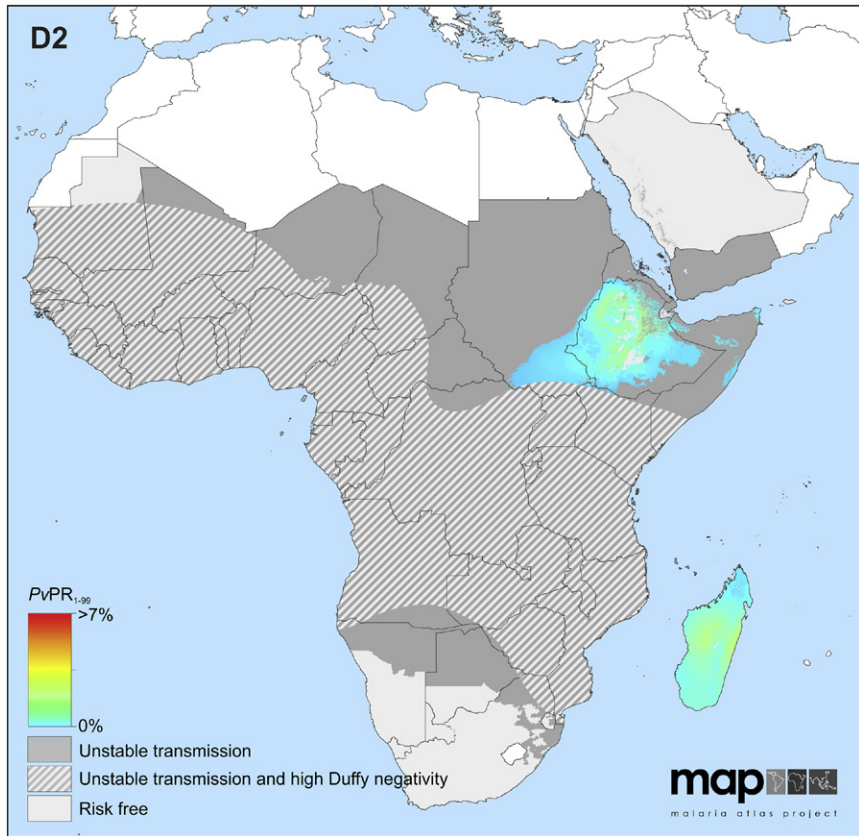 D2
PvPR1-99
>7%
0%
Unstable transmission
Unstable transmission and high Duffy negativity
Risk free
map
malaria atlas project